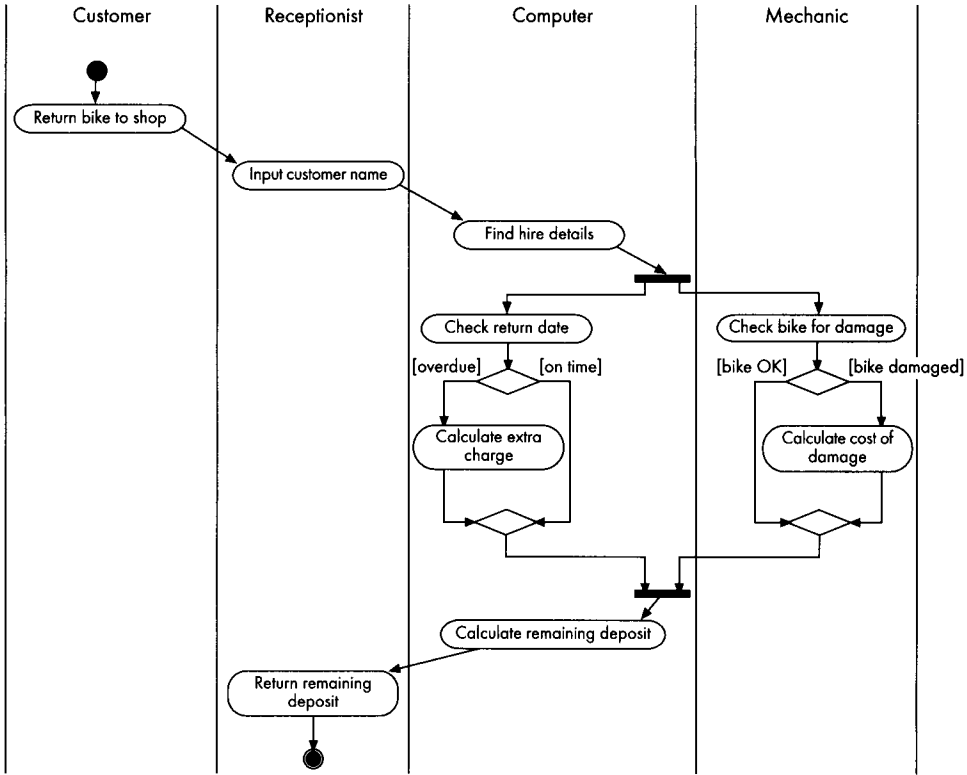 Customer
Receptionist
Computer
Mechanic
Return bike to shop
Input customer name
Find hire details
Check return date
Check bike for damage
[overdue]
[on time]
[bike OK]
[bike damaged]
Calculate extra
charge
Calculate cost of
damage
Calculate remaining deposit
Return remaining
deposit